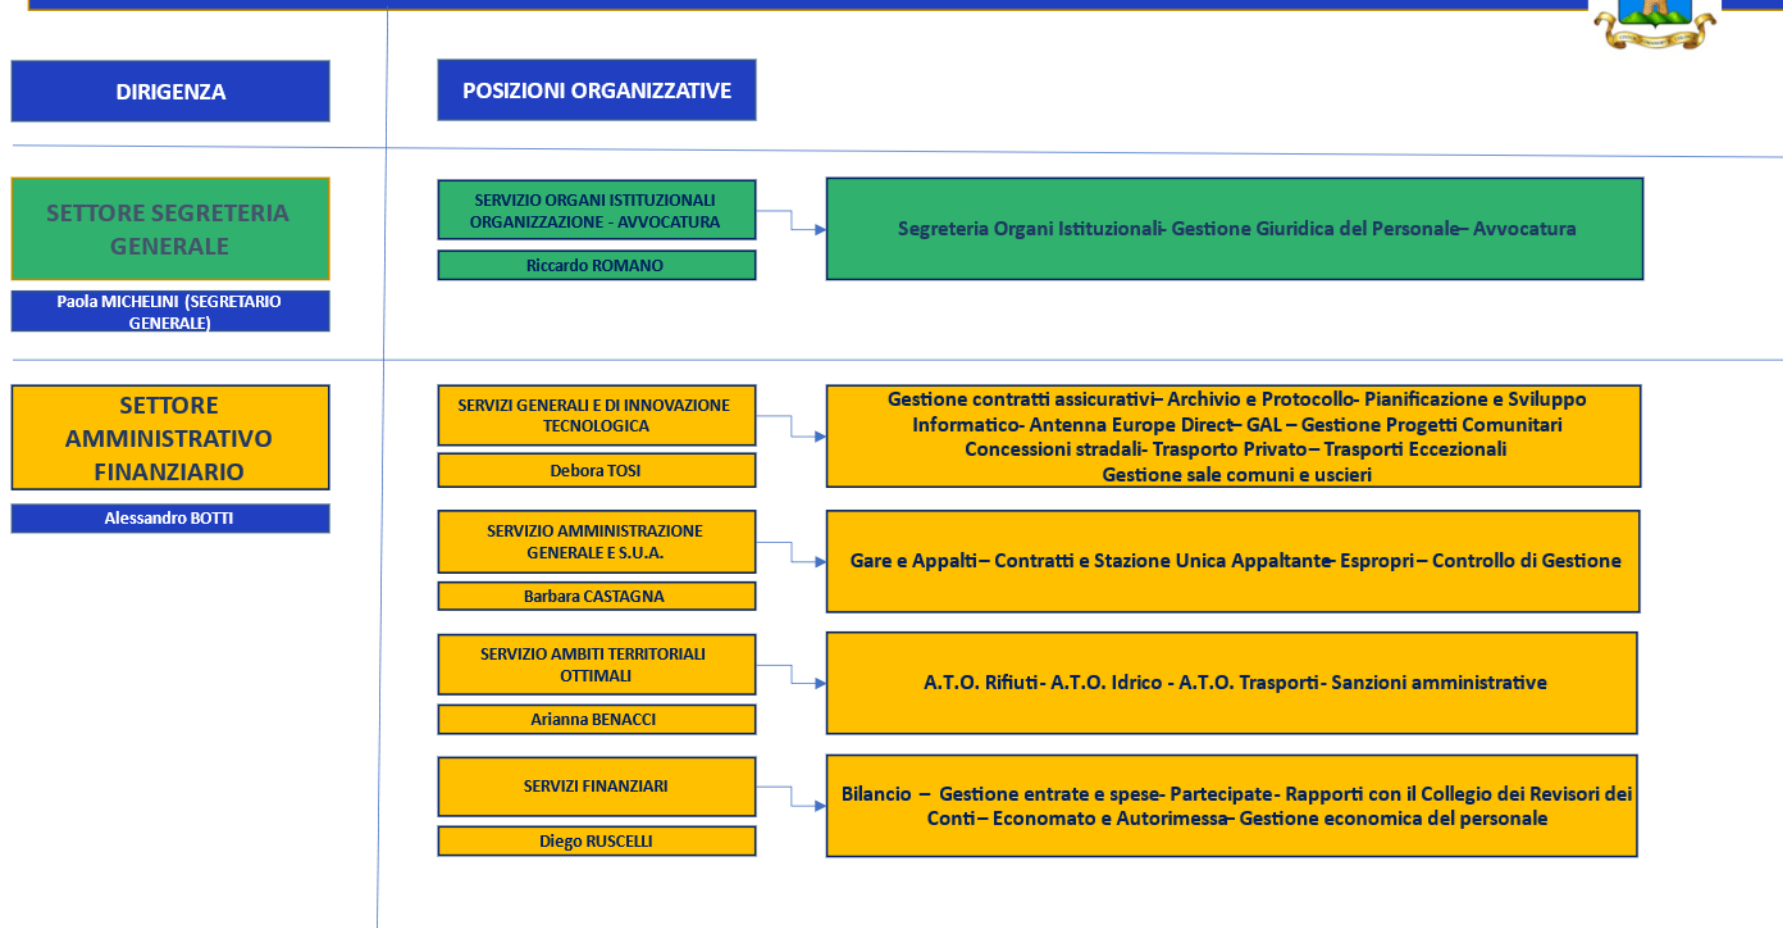 DIRIGENZA
POSIZIONI ORGANIZZATIVE
SETTORE SEGRETERIA
GENERALE
Paola MICHELINI (SEGRETARIO
GENERALE)
SERVIZIO ORGANI ISTITUZIONALI
ORGANIZZAZIONE - AVVOCATURA
Riccardo ROMANO
Segreteria Organi Istituzionali- Gestione Giuridica del Personale– Avvocatura
SETTORE
AMMINISTRATIVO
FINANZIARIO
Alessandro BOTTI
SERVIZI GENERALI E DI INNOVAZIONE
TECNOLOGICA
Debora TOSI
Gestione contratti assicurativi– Archivio e Protocollo- Pianificazione e Sviluppo
Informatico- Antenna Europe Direct– GAL – Gestione Progetti Comunitari
Concessioni stradali- Trasporto Privato– Trasporti Eccezionali
Gestione sale comuni e uscieri
SERVIZIO AMMINISTRAZIONE
GENERALE E S.U.A.
Barbara CASTAGNA
Gare e Appalti– Contratti e Stazione Unica Appaltante- Espropri– Controllo di Gestione
SERVIZIO AMBITI TERRITORIALI
OTTIMALI
Arianna BENACCI
A.T.O. Rifiuti- A.T.O. Idrico - A.T.O. Trasporti- Sanzioni amministrative
SERVIZI FINANZIARI
Diego RUSCELLI
Bilancio – Gestione entrate e spese- Partecipate- Rapporti con il Collegio dei Revisori dei
Conti– Economato e Autorimessa– Gestione economica del personale